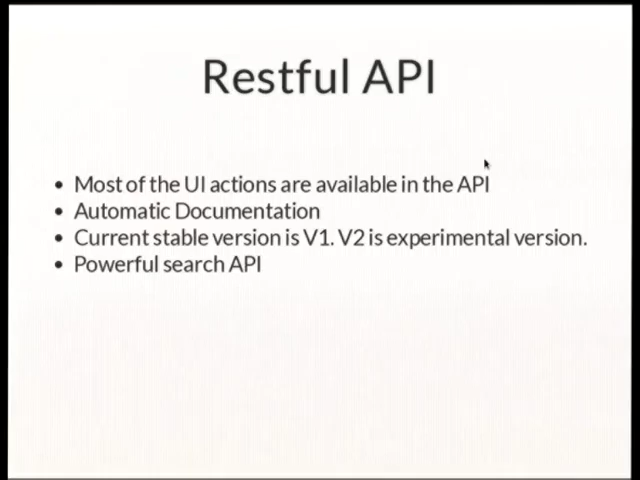 Restful API
• Most of the UI actions are available in the API
• Automatic Documentation
• Current stable version is V1. V2 is experimental version.
• Powerful search API